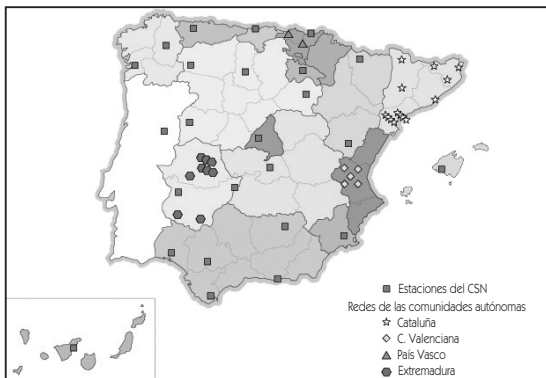 Estaciones del CSN
Redes de las comunidades autónomas
Cataluña
C. Valenciana
País Vasco
Extremadura